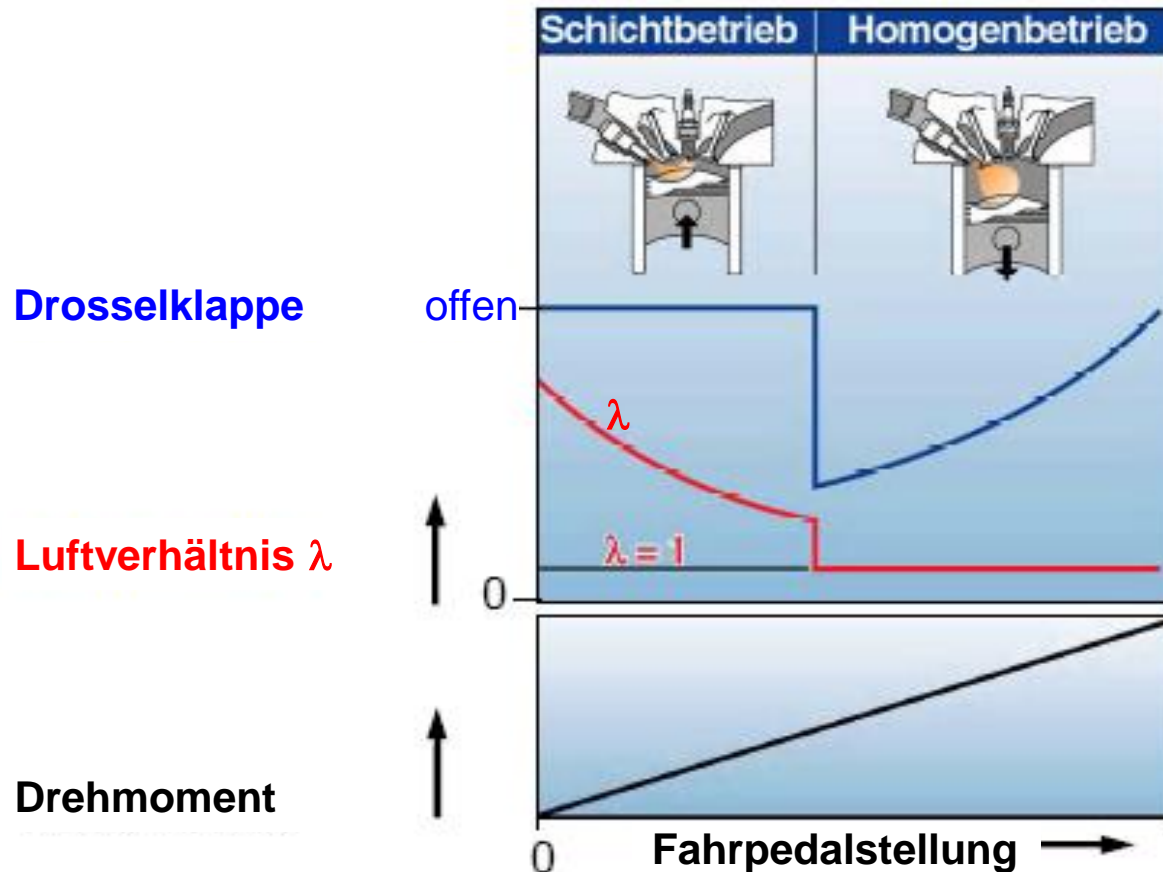 Schichtbetrieb Homogenbetrieb
Drosselklappe offen
λ
Luftverhältnis λ
λ = 1
0
Drehmoment
0
Fahrpedalstellung